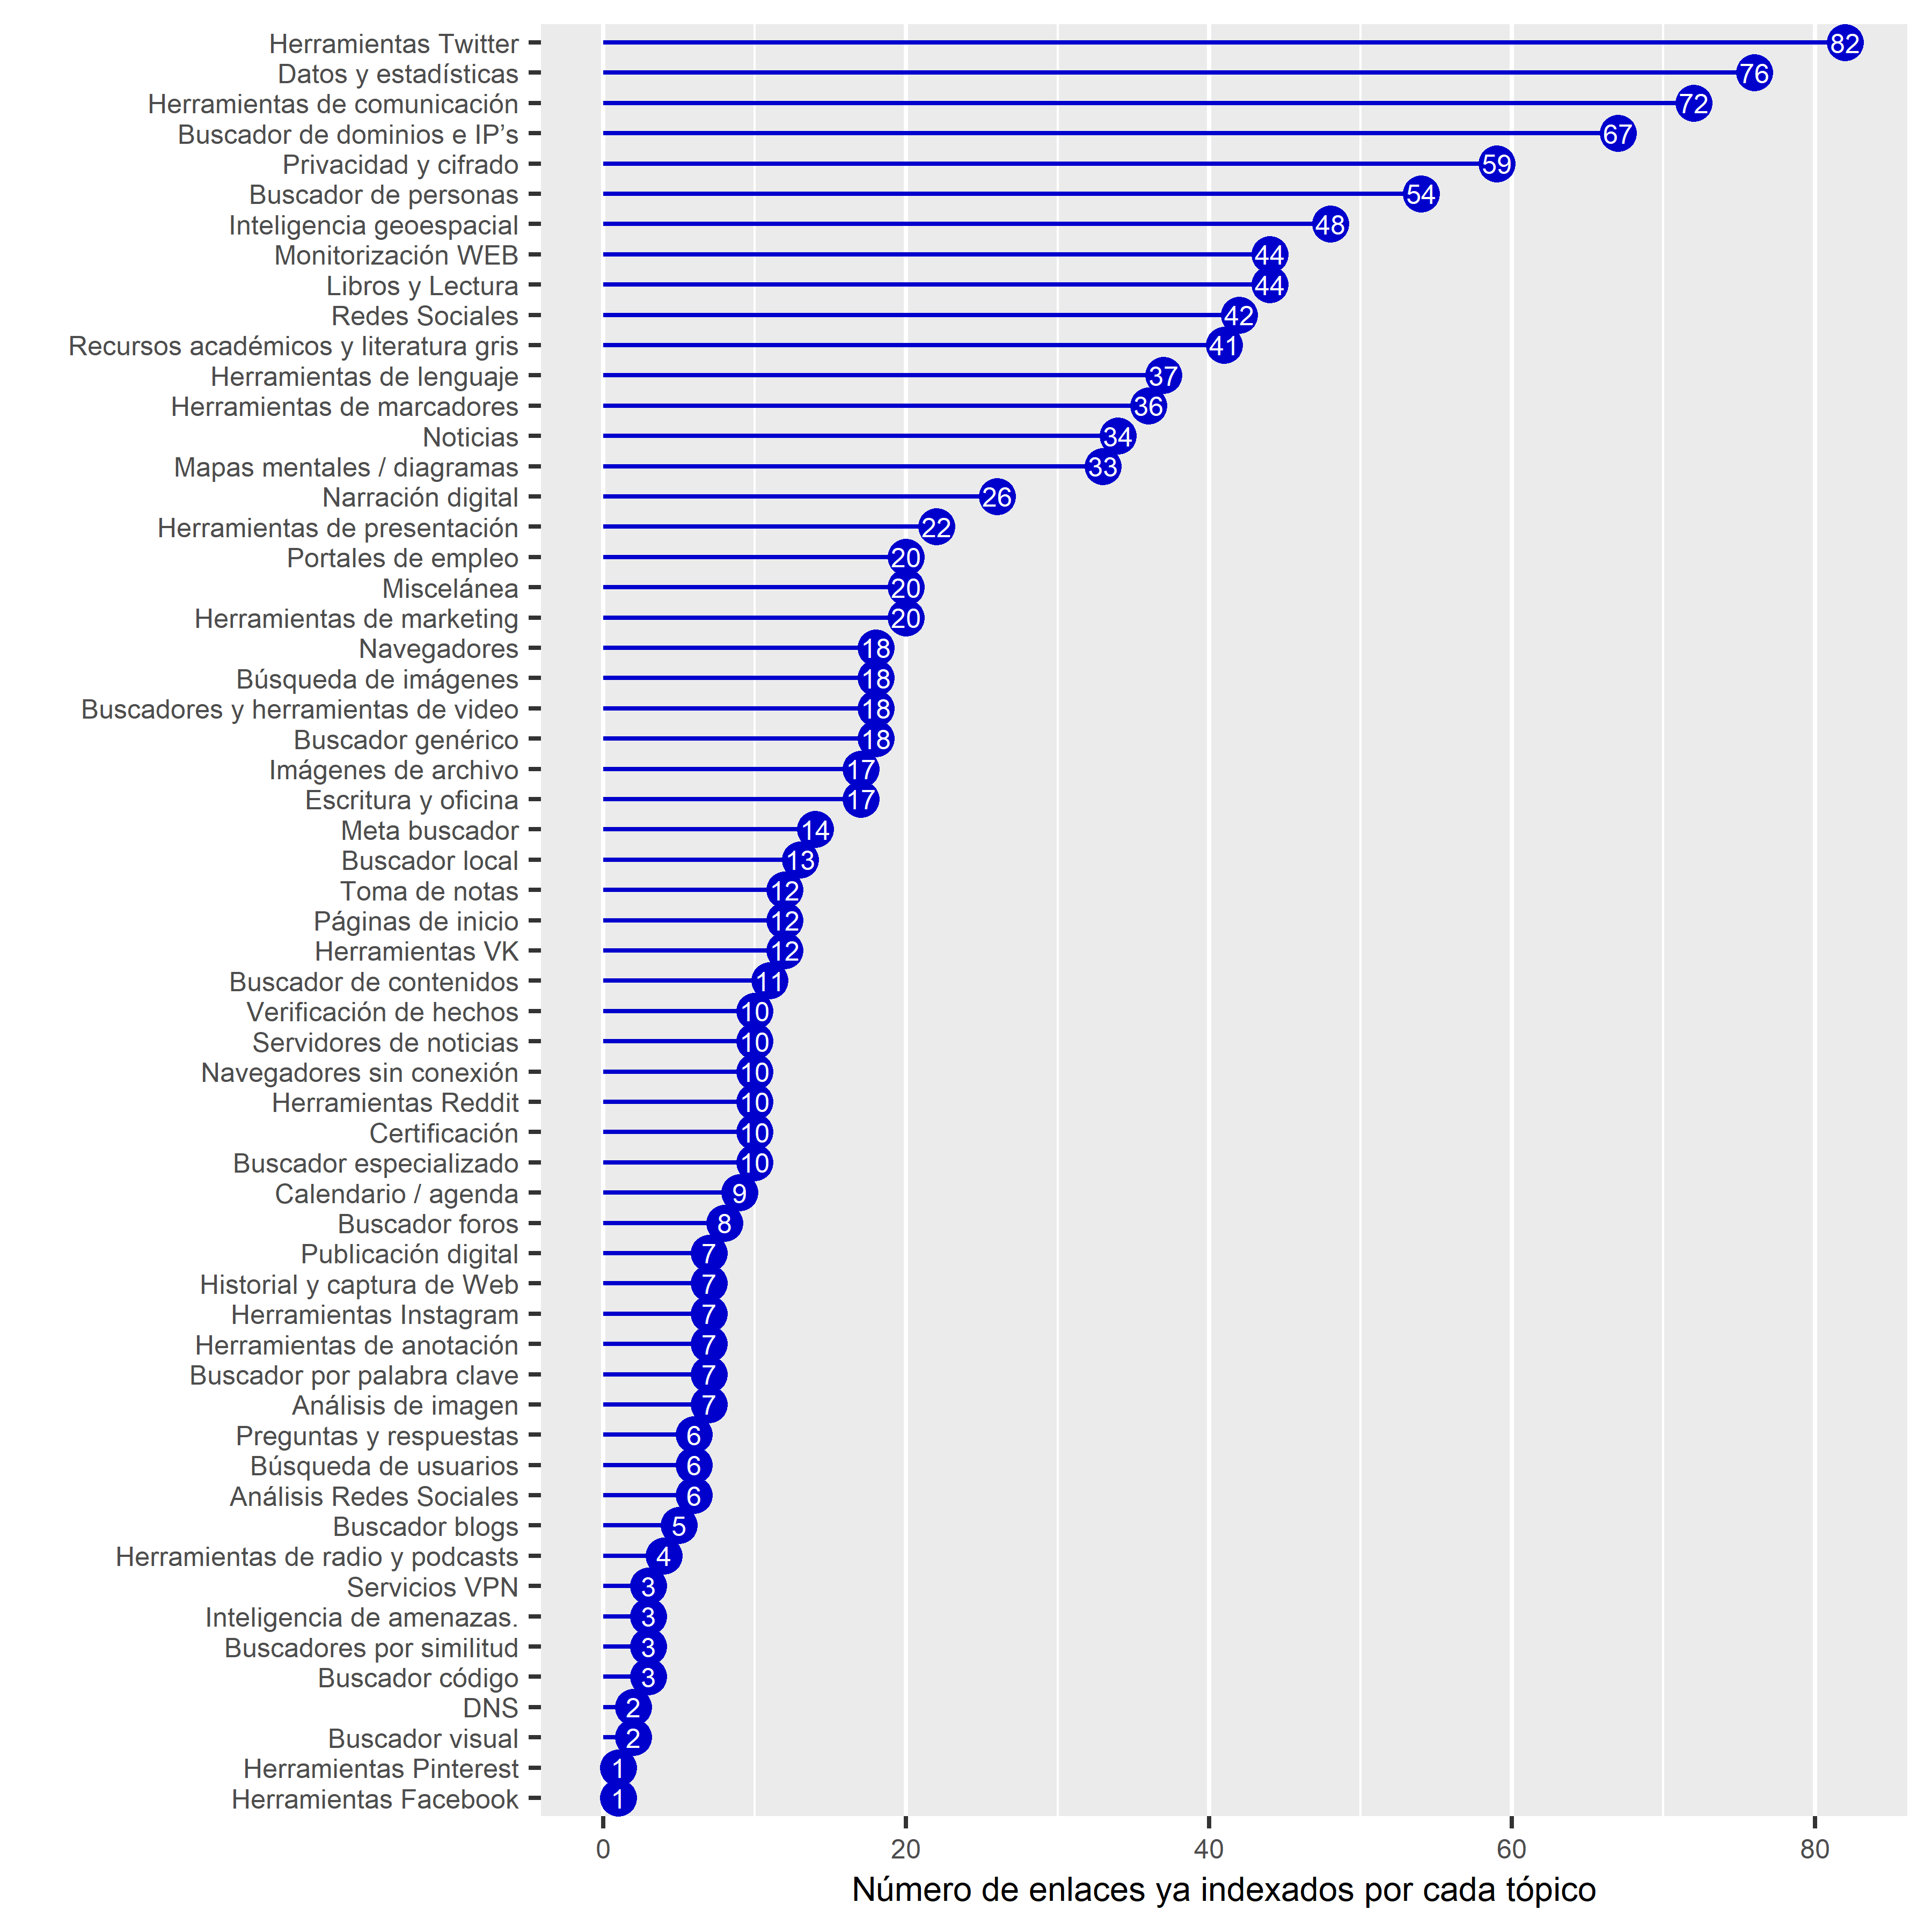 Herramientas Twitter 82
Datos y estadísticas 76
Herramientas de comunicación 72
Buscador de dominios e IP’s 67
Privacidad y cifrado 59
Buscador de personas 54
Inteligencia geoespacial 48
Monitorización WEB 44
Libros y Lectura 44
Redes Sociales 42
Recursos académicos y literatura gris 41
Herramientas de lenguaje 37
Herramientas de marcadores 36
Noticias 34
Mapas mentales / diagramas 33
Narración digital 26
Herramientas de presentación 22
Portales de empleo 20
Miscelánea 20
Herramientas de marketing 20
Navegadores 18
Búsqueda de imágenes 18
Buscadores y herramientas de video 18
Buscador genérico 18
Imágenes de archivo 17
Escritura y oficina 17
Meta buscador 14
Buscador local 13
Toma de notas 12
Páginas de inicio 12
Herramientas VK 12
Buscador de contenidos 11
Verificación de hechos 10
Servidores de noticias 10
Navegadores sin conexión 10
Herramientas Reddit 10
Certificación 10
Buscador especializado 10
Calendario / agenda 9
Buscador foros 8
Publicación digital 7
Historial y captura de Web 7
Herramientas Instagram 7
Herramientas de anotación 7
Buscador por palabra clave 7
Análisis de imagen 7
Preguntas y respuestas 6
Búsqueda de usuarios 6
Análisis Redes Sociales 6
Buscador blogs 5
Herramientas de radio y podcasts 4
Servicios VPN 3
Inteligencia de amenazas. 3
Buscadores por similitud 3
Buscador código 3
DNS 2
Buscador visual 2
Herramientas Pinterest 1
Herramientas Facebook 1
0 20 40 60 80
Número de enlaces ya indexados por cada tópico